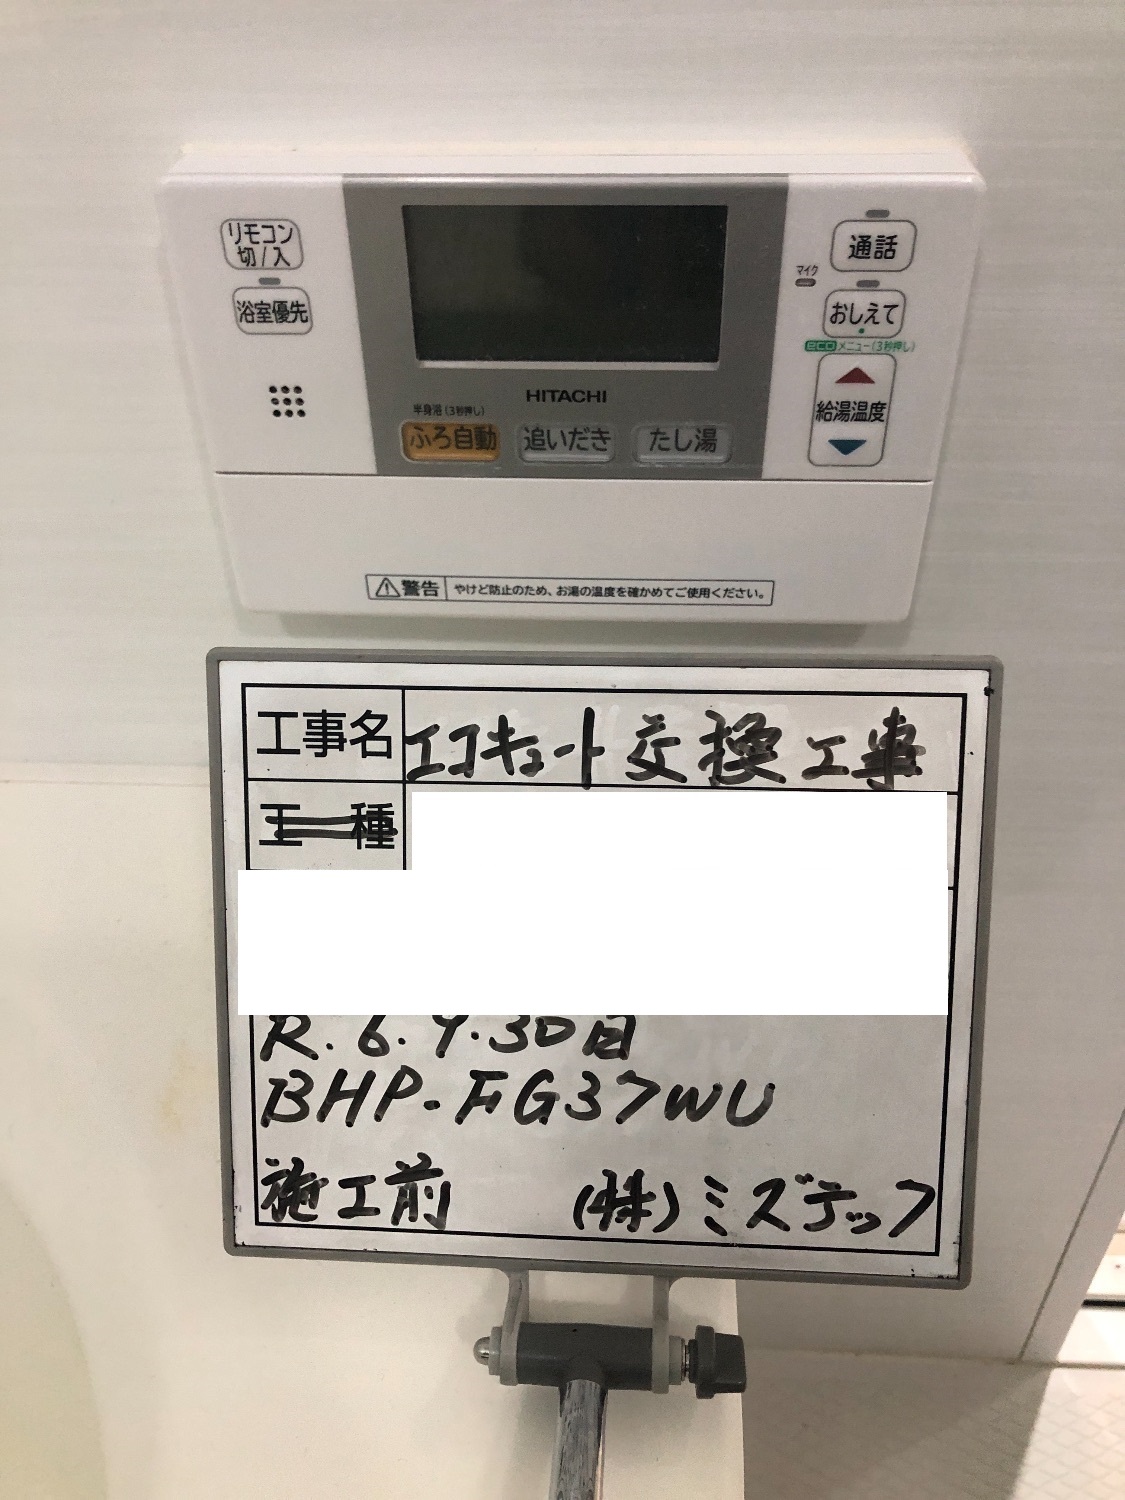 リモコン
切/入
浴室優先
通話
マイク
おしえて
eco メニュー(3秒押し)
給湯温度
HITACHI
半身浴(3秒押し)
ふろ自動 追いだき たし湯
警告 やけど防止のため、お湯の温度を確かめてご使用ください。
工事名 エコキュート交換工事
工種
R.6.9.30日
BHP-FG37WU
施工前 (株)ミズテック